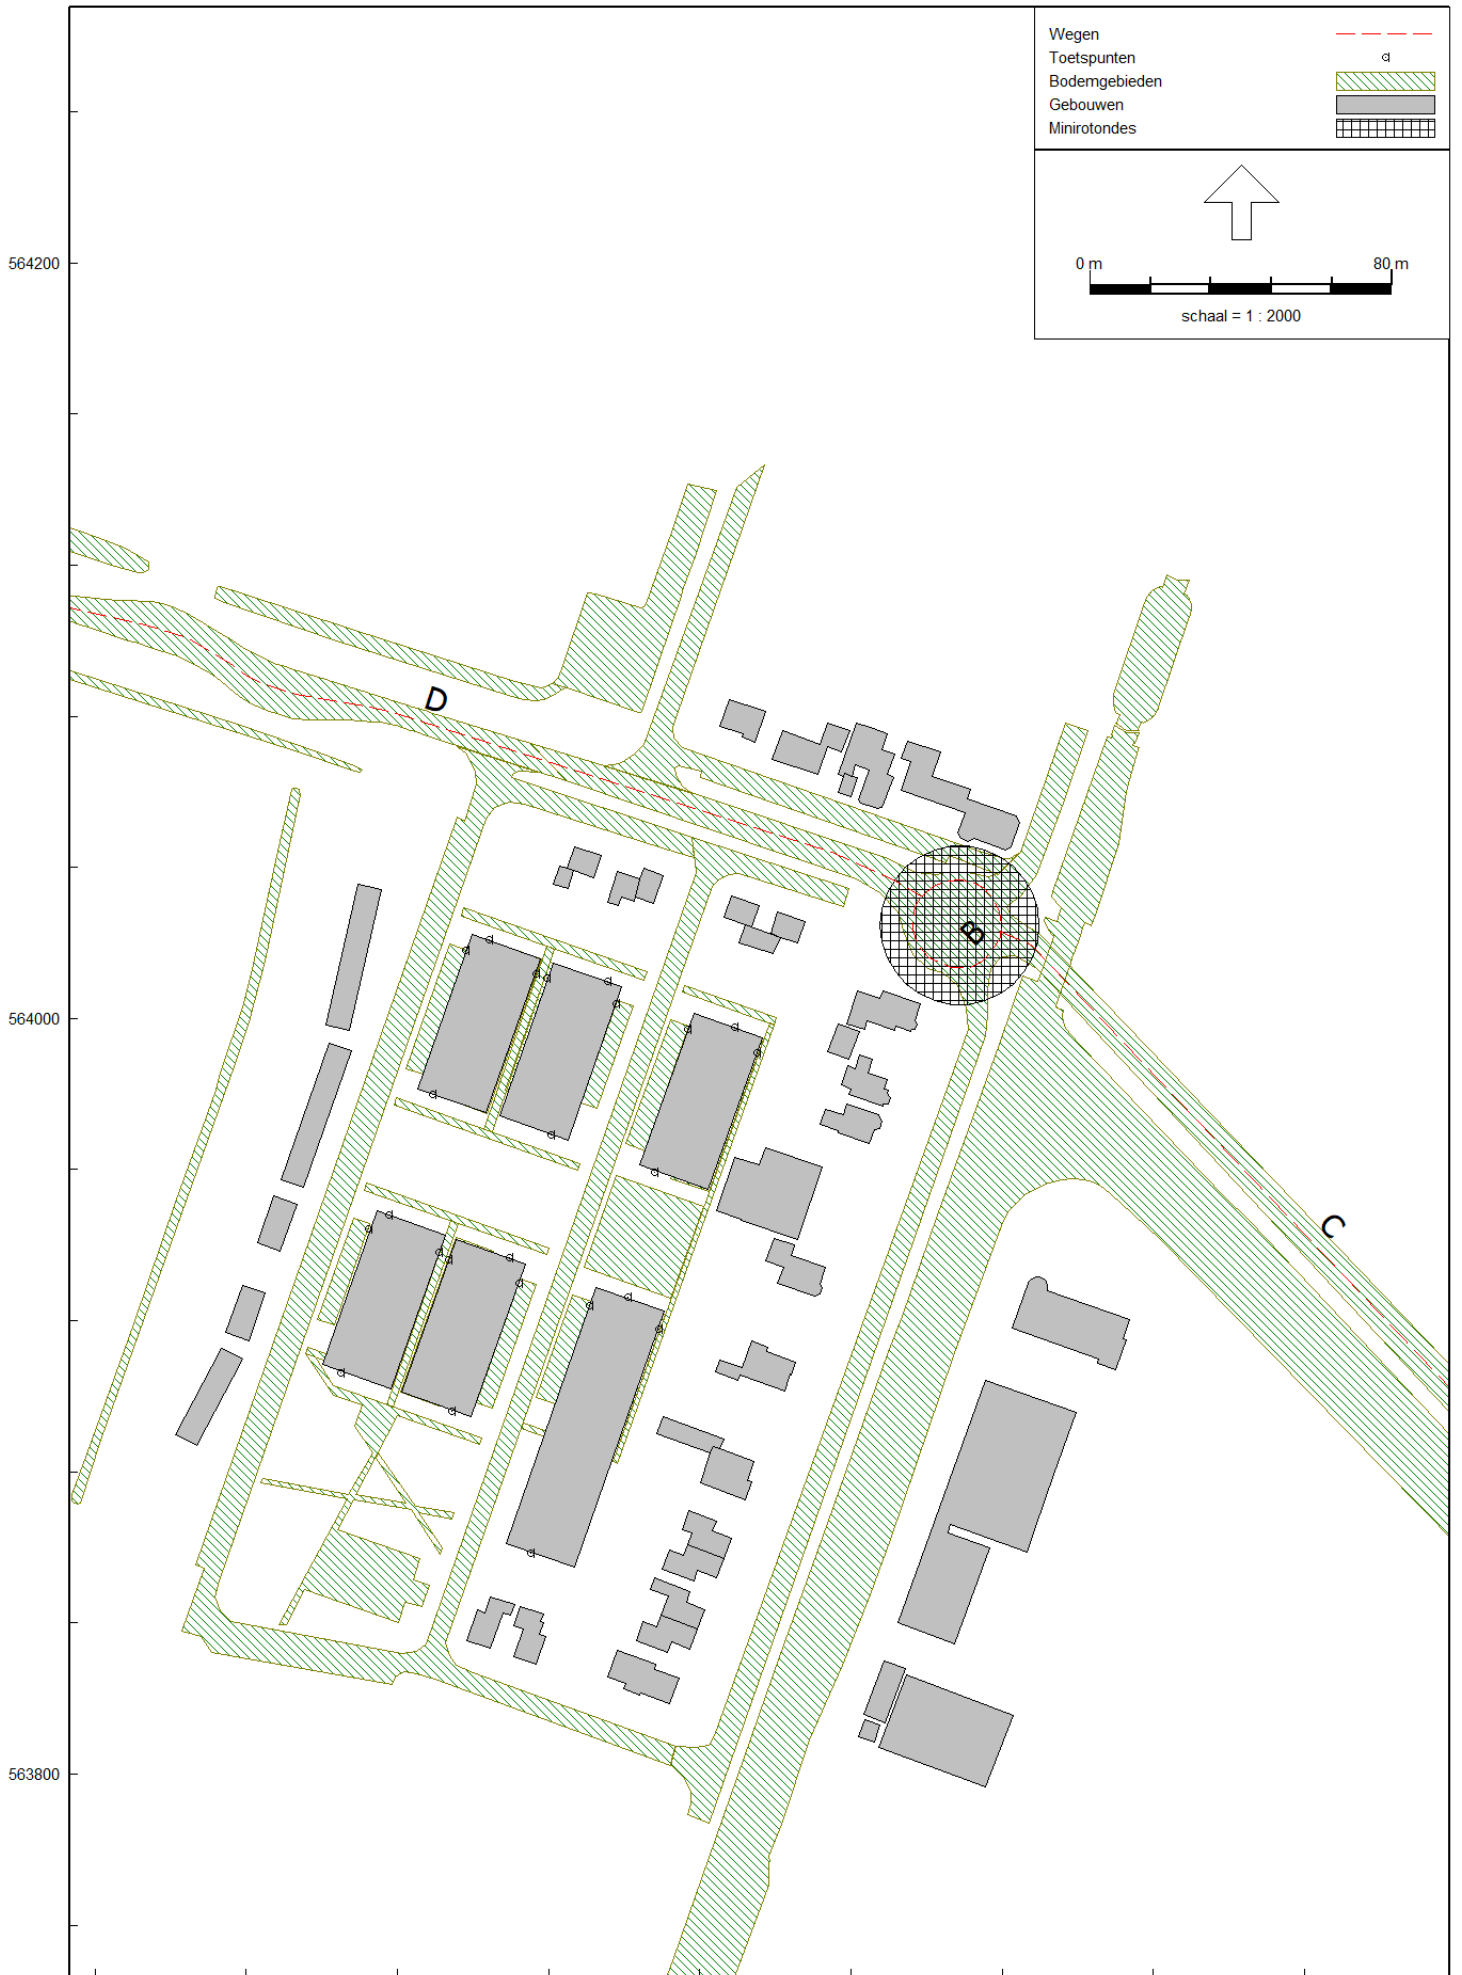 Wegen
Toetspunten
Bodemgebieden
Gebouwen
Minirotondes
0 m 80 m
schaal = 1 : 2000
564200
D
B
564000
C
563800